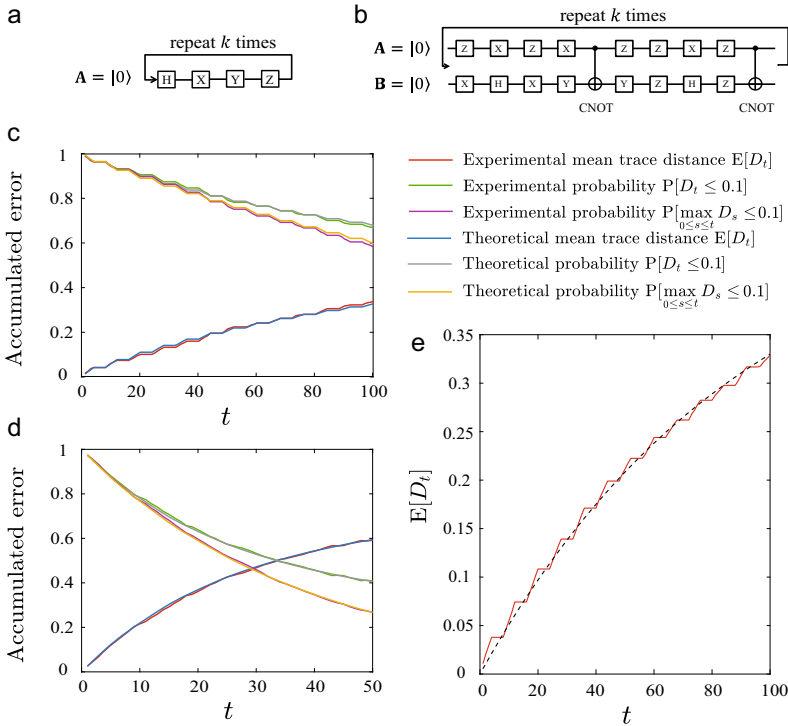 a
repeat k times
A = |0⟩ H X Y Z
b
repeat k times
A = |0⟩ Z X Z X Z Z X Z
B = |0⟩ X H X Y Y Z H Z
CNOT CNOT
c
Accumulated error
1
0.8
0.6
0.4
0.2
0
0 20 40 60 80 100
t
Experimental mean trace distance E[D_t]
Experimental probability P[D_t ≤ 0.1]
Experimental probability P[max_{0≤s≤t} D_s ≤0.1]
Theoretical mean trace distance E[D_t]
Theoretical probability P[D_t ≤0.1]
Theoretical probability P[max_{0≤s≤t} D_s ≤0.1]
d
Accumulated error
1
0.8
0.6
0.4
0.2
0
0 10 20 30 40 50
t
e
E[D_t]
0.35
0.3
0.25
0.2
0.15
0.1
0.05
0
0 20 40 60 80 100
t